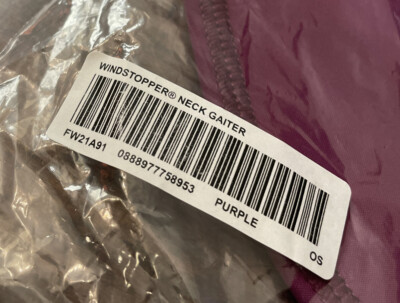 WINDSTOPPER® NECK GAITER
FW21A91 0888977758953 PURPLE OS